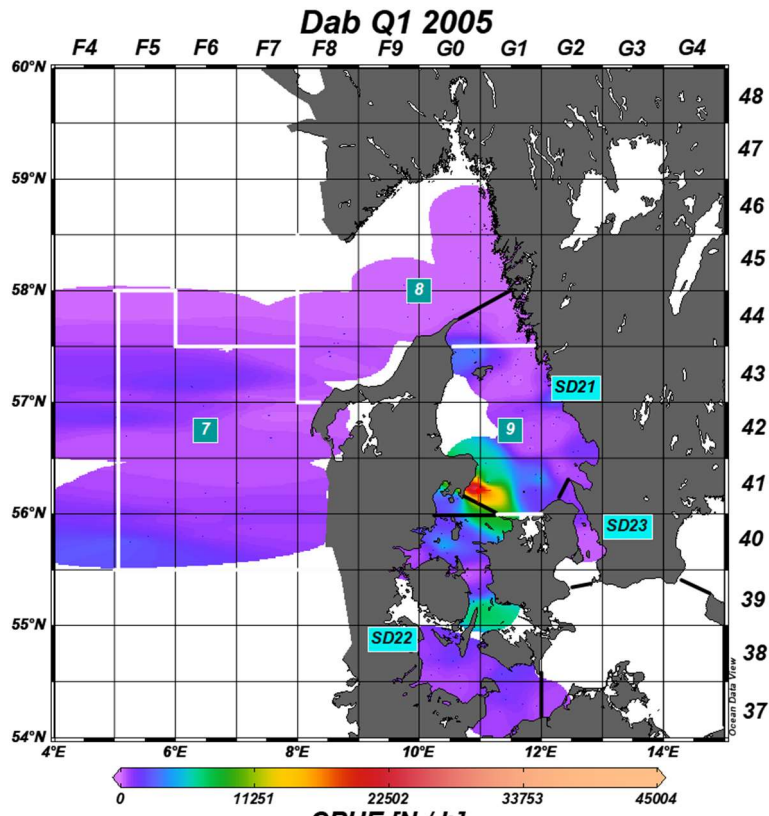 Dab Q1 2005
F4 F5 F6 F7 F8 F9 G0 G1 G2 G3 G4
60°N
48
47
59°N
46
45
58°N
8
44
43
SD21
57°N
7
9
42
41
56°N
SD23
40
39
55°N
SD22
38
37
54°N
Ocean Data View
4°E 6°E 8°E 10°E 12°E 14°E
0 11251 22502 33753 45004
CPUE [N / h]